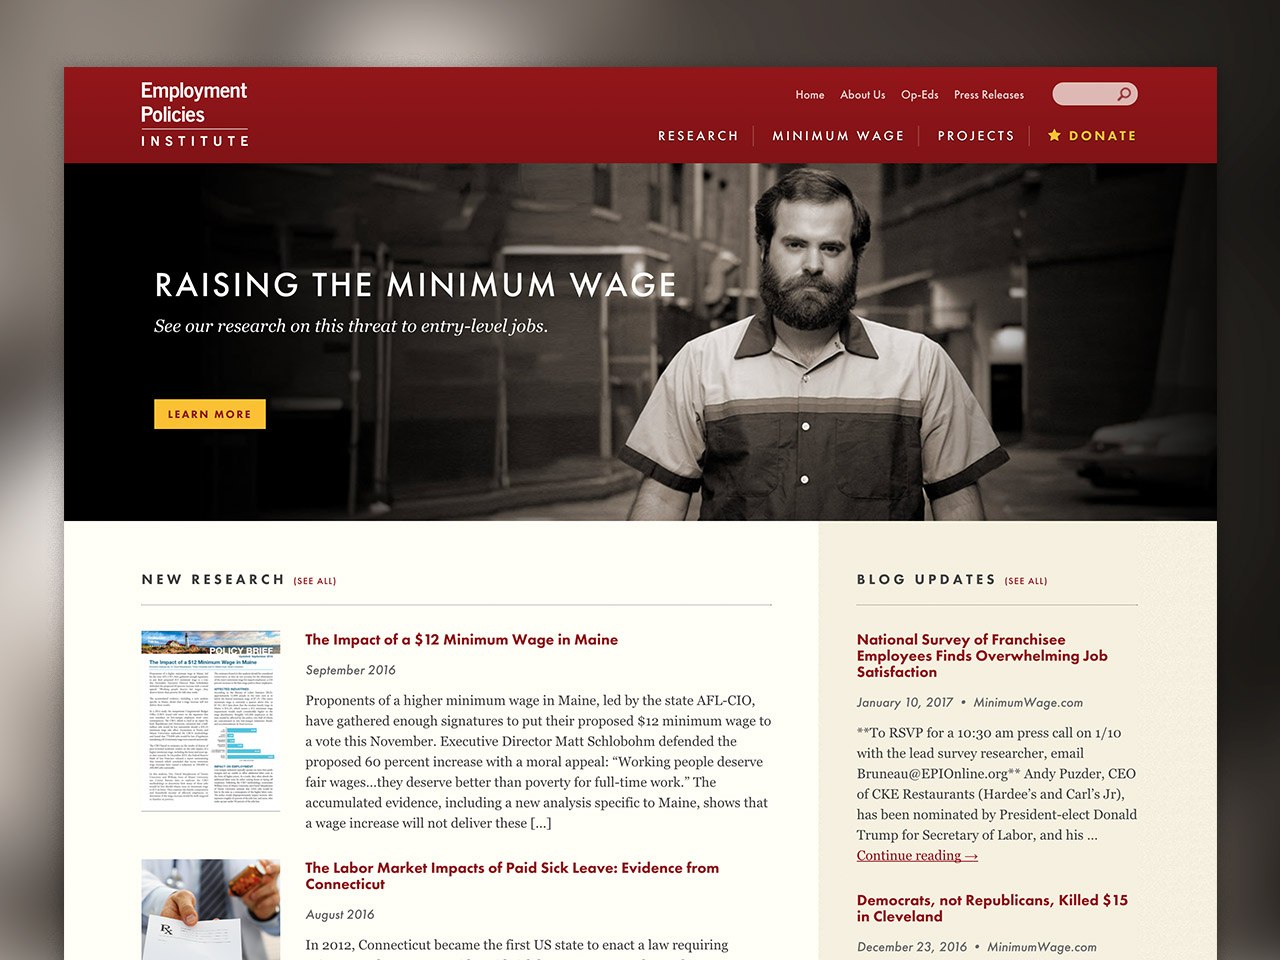 Employment
Policies
INSTITUTE
Home About Us Op-Eds Press Releases
RESEARCH MINIMUM WAGE PROJECTS DONATE
RAISING THE MINIMUM WAGE
See our research on this threat to entry-level jobs.
LEARN MORE
NEW RESEARCH (SEE ALL)
POLICY BRIEF
The Impact of a $12 Minimum Wage in Maine
The Impact of a $12 Minimum Wage in Maine
September 2016
Proponents of a higher minimum wage in Maine, led by the state AFL-CIO,
have gathered enough signatures to put their proposed $12 minimum wage to
a vote this November. Executive Director Matt Schlobohm defended the
proposed 60 percent increase with a moral appeal: “Working people deserve
fair wages…they deserve better than poverty for full-time work.” The
accumulated evidence, including a new analysis specific to Maine, shows that
a wage increase will not deliver these […]
Rx
The Labor Market Impacts of Paid Sick Leave: Evidence from
Connecticut
August 2016
In 2012, Connecticut became the first US state to enact a law requiring
BLOG UPDATES (SEE ALL)
National Survey of Franchisee
Employees Finds Overwhelming Job
Satisfaction
January 10, 2017 • MinimumWage.com
**To RSVP for a 10:30 am press call on 1/10
with the lead survey researcher, email
Bruneau@EPIOnline.org** Andy Puzder, CEO
of CKE Restaurants (Hardee’s and Carl’s Jr),
has been nominated by President-elect Donald
Trump for Secretary of Labor, and his ...
Continue reading →
Democrats, not Republicans, Killed $15
in Cleveland
December 23, 2016 • MinimumWage.com